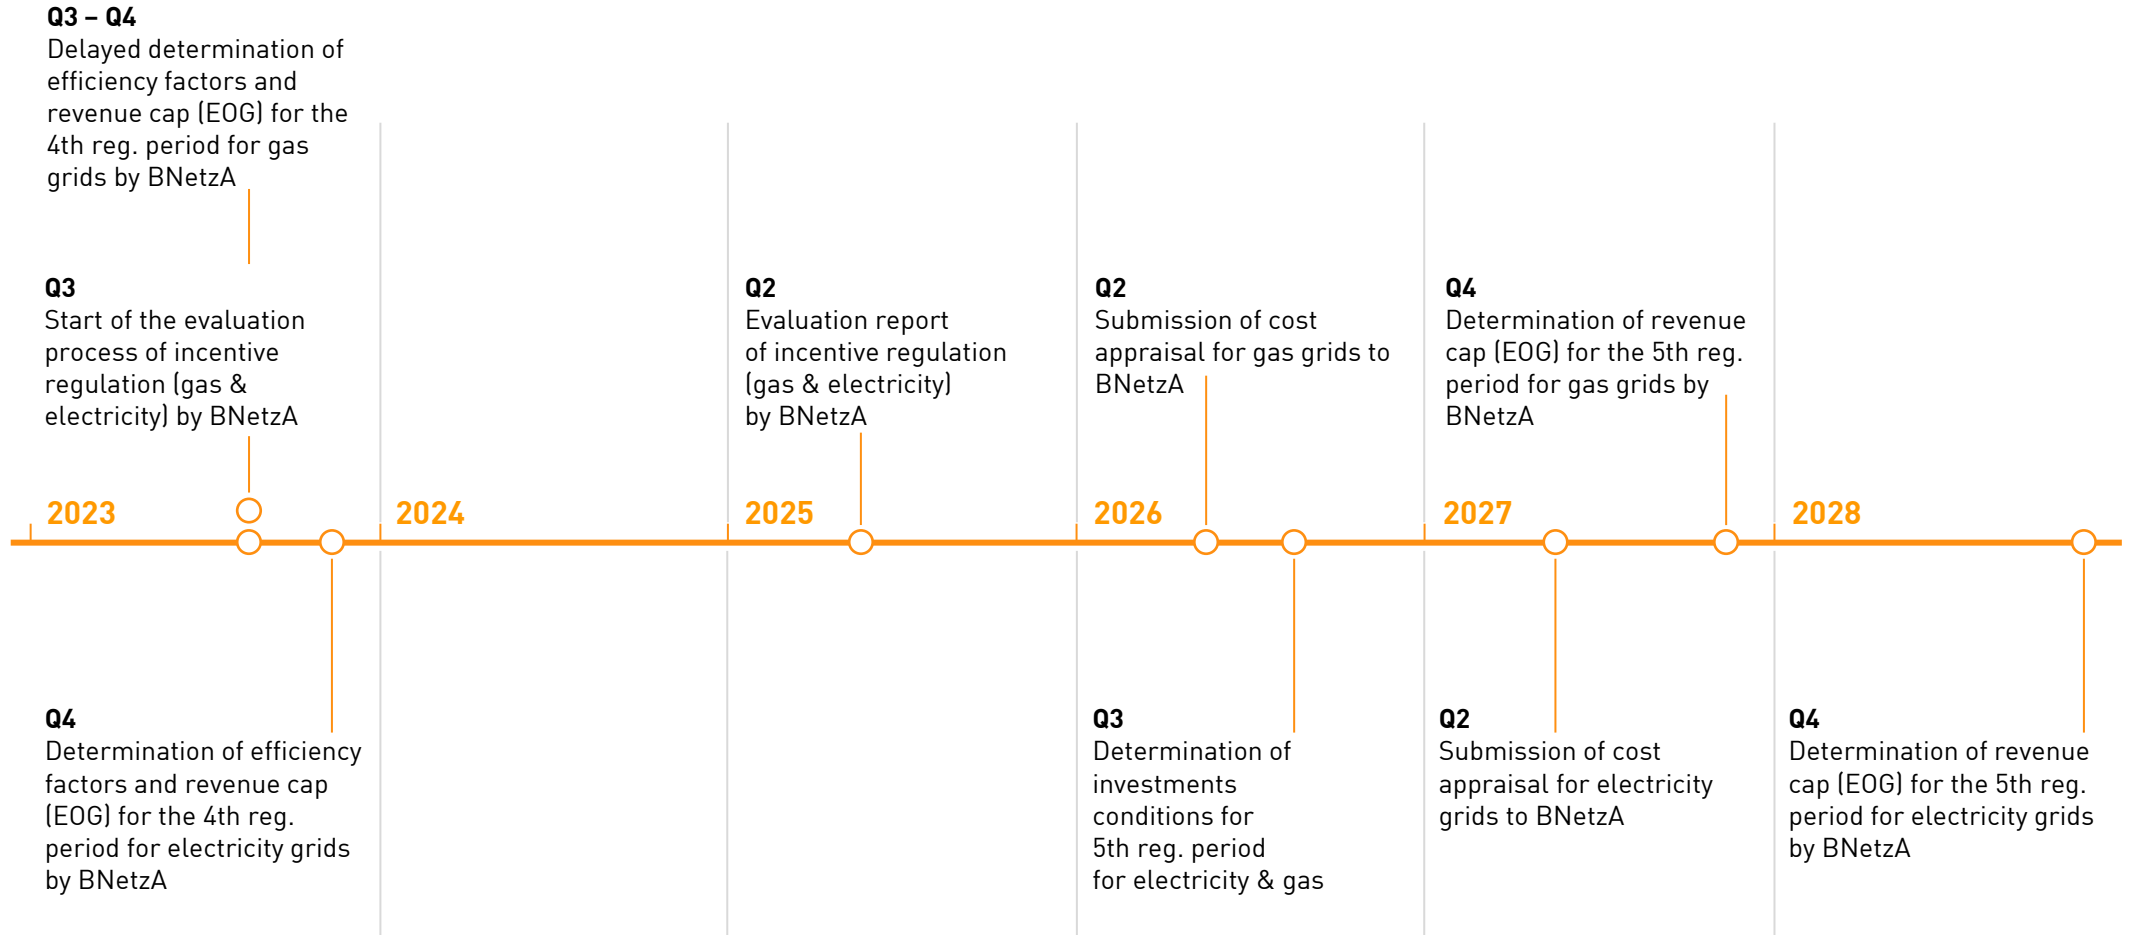 Q3 – Q4
Delayed determination of
efficiency factors and
revenue cap (EOG) for the
4th reg. period for gas
grids by BNetzA
Q3
Start of the evaluation
process of incentive
regulation (gas &
electricity) by BNetzA
Q2
Evaluation report
of incentive regulation
(gas & electricity)
by BNetzA
Q2
Submission of cost
appraisal for gas grids to
BNetzA
Q4
Determination of revenue
cap (EOG) for the 5th reg.
period for gas grids by
BNetzA
2023
2024
2025
2026
2027
2028
Q4
Determination of efficiency
factors and revenue cap
(EOG) for the 4th reg.
period for electricity grids
by BNetzA
Q3
Determination of
investments
conditions for
5th reg. period
for electricity & gas
Q2
Submission of cost
appraisal for electricity
grids to BNetzA
Q4
Determination of revenue
cap (EOG) for the 5th reg.
period for electricity grids
by BNetzA